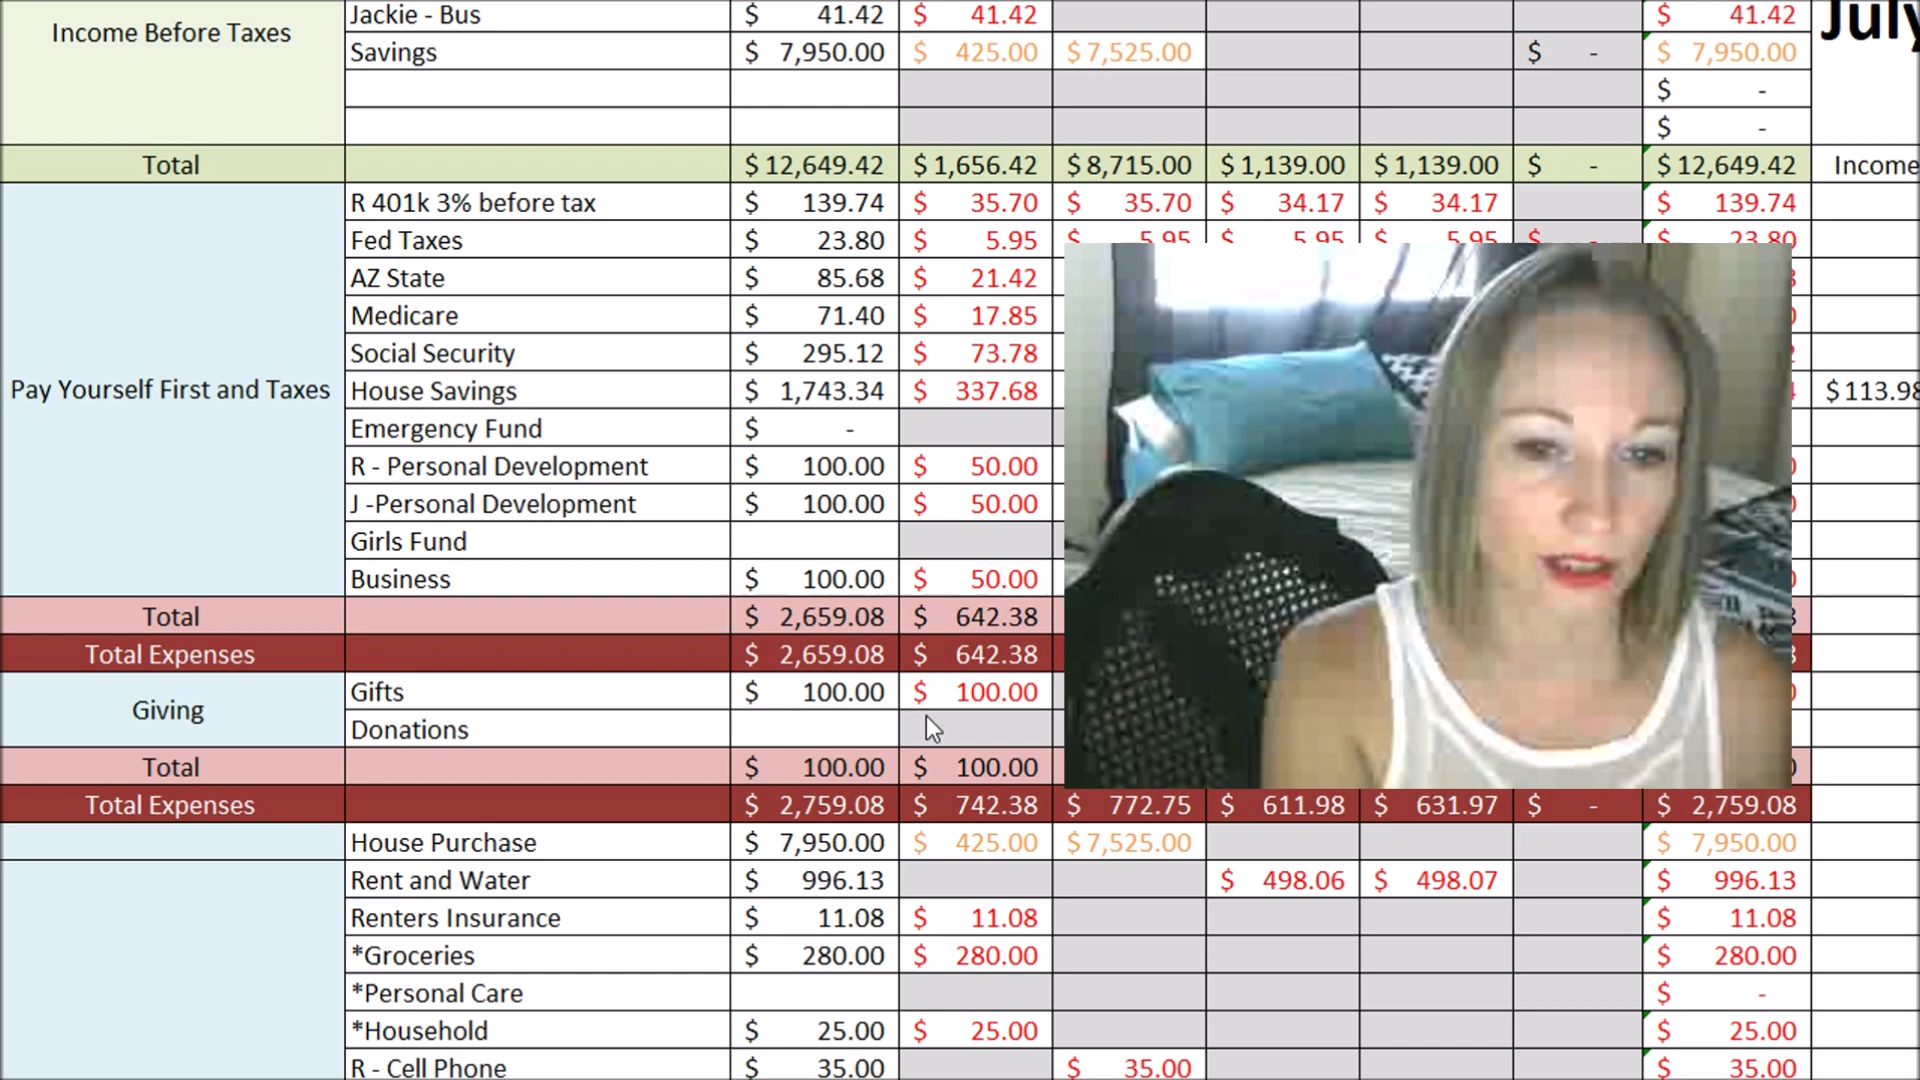 Income Before Taxes
Jackie - Bus $ 41.42 $ 41.42 $ 41.42
July
Savings $ 7,950.00 $ 425.00 $ 7,525.00 $ - $ 7,950.00
$ -
$ -
Total $ 12,649.42 $ 1,656.42 $ 8,715.00 $ 1,139.00 $ 1,139.00 $ - $ 12,649.42 Income
Pay Yourself First and Taxes
R 401k 3% before tax $ 139.74 $ 35.70 $ 35.70 $ 34.17 $ 34.17 $ 139.74
Fed Taxes $ 23.80 $ 5.95 $ 5.95 $ 5.95 $ 5.95 $ - $ 23.80
AZ State $ 85.68 $ 21.42
Medicare $ 71.40 $ 17.85
Social Security $ 295.12 $ 73.78
House Savings $ 1,743.34 $ 337.68 $ 113.98
Emergency Fund $ -
R - Personal Development $ 100.00 $ 50.00
J -Personal Development $ 100.00 $ 50.00
Girls Fund
Business $ 100.00 $ 50.00
Total $ 2,659.08 $ 642.38
Total Expenses $ 2,659.08 $ 642.38
Giving
Gifts $ 100.00 $ 100.00
Donations
Total $ 100.00 $ 100.00
Total Expenses $ 2,759.08 $ 742.38 $ 772.75 $ 611.98 $ 631.97 $ - $ 2,759.08
House Purchase $ 7,950.00 $ 425.00 $ 7,525.00 $ 7,950.00
Rent and Water $ 996.13 $ 498.06 $ 498.07 $ 996.13
Renters Insurance $ 11.08 $ 11.08 $ 11.08
*Groceries $ 280.00 $ 280.00 $ 280.00
*Personal Care $ -
*Household $ 25.00 $ 25.00 $ 25.00
R - Cell Phone $ 35.00 $ 35.00 $ 35.00